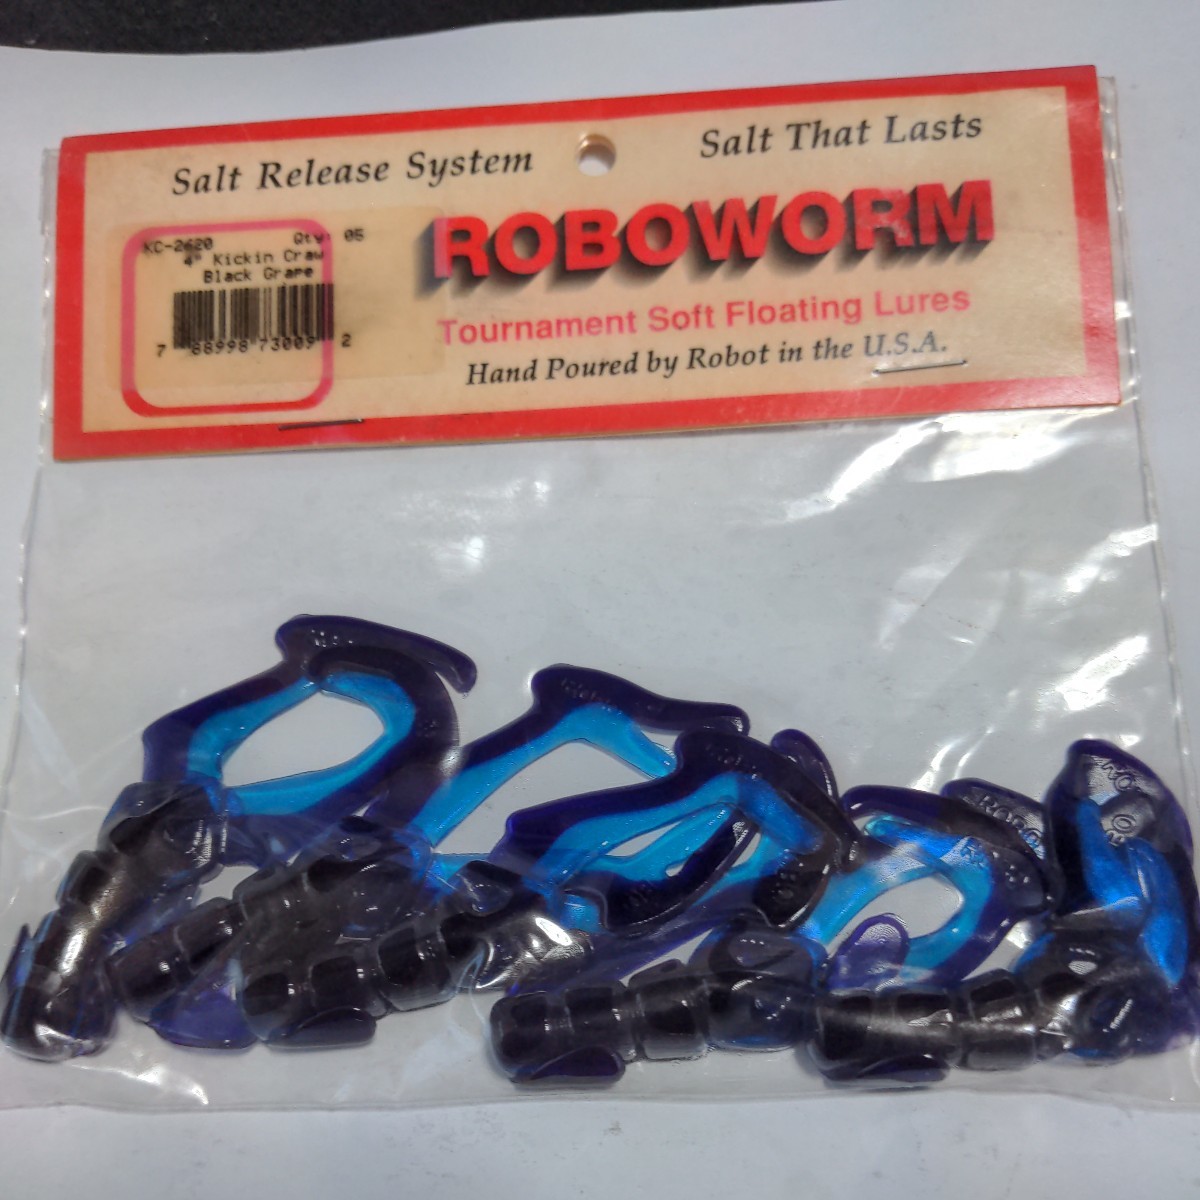 Salt Release System
Salt That Lasts
KC-2620 Qty: 05
4" Kickin Craw
Black Grape
7 88998 73009 2
ROBOWORM
Tournament Soft Floating Lures
Hand Poured by Robot in the U.S.A.
ROBO